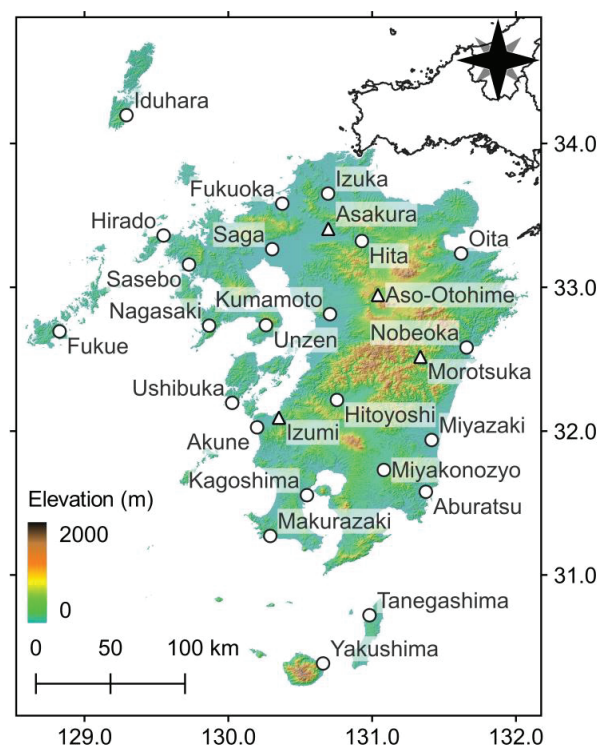 Iduhara
34.0
Fukuoka
Izuka
Asakura
Hirado
Saga
Oita
Hita
Sasebo
33.0
Nagasaki
Kumamoto
Aso-Otohime
Fukue
Unzen
Nobeoka
Morotsuka
Ushibuka
Hitoyoshi
Miyazaki
32.0
Akune
Izumi
Kagoshima
Miyakonozyo
Elevation (m)
Aburatsu
2000
Makurazaki
0
31.0
Tanegashima
0 50 100 km
Yakushima
129.0 130.0 131.0 132.0